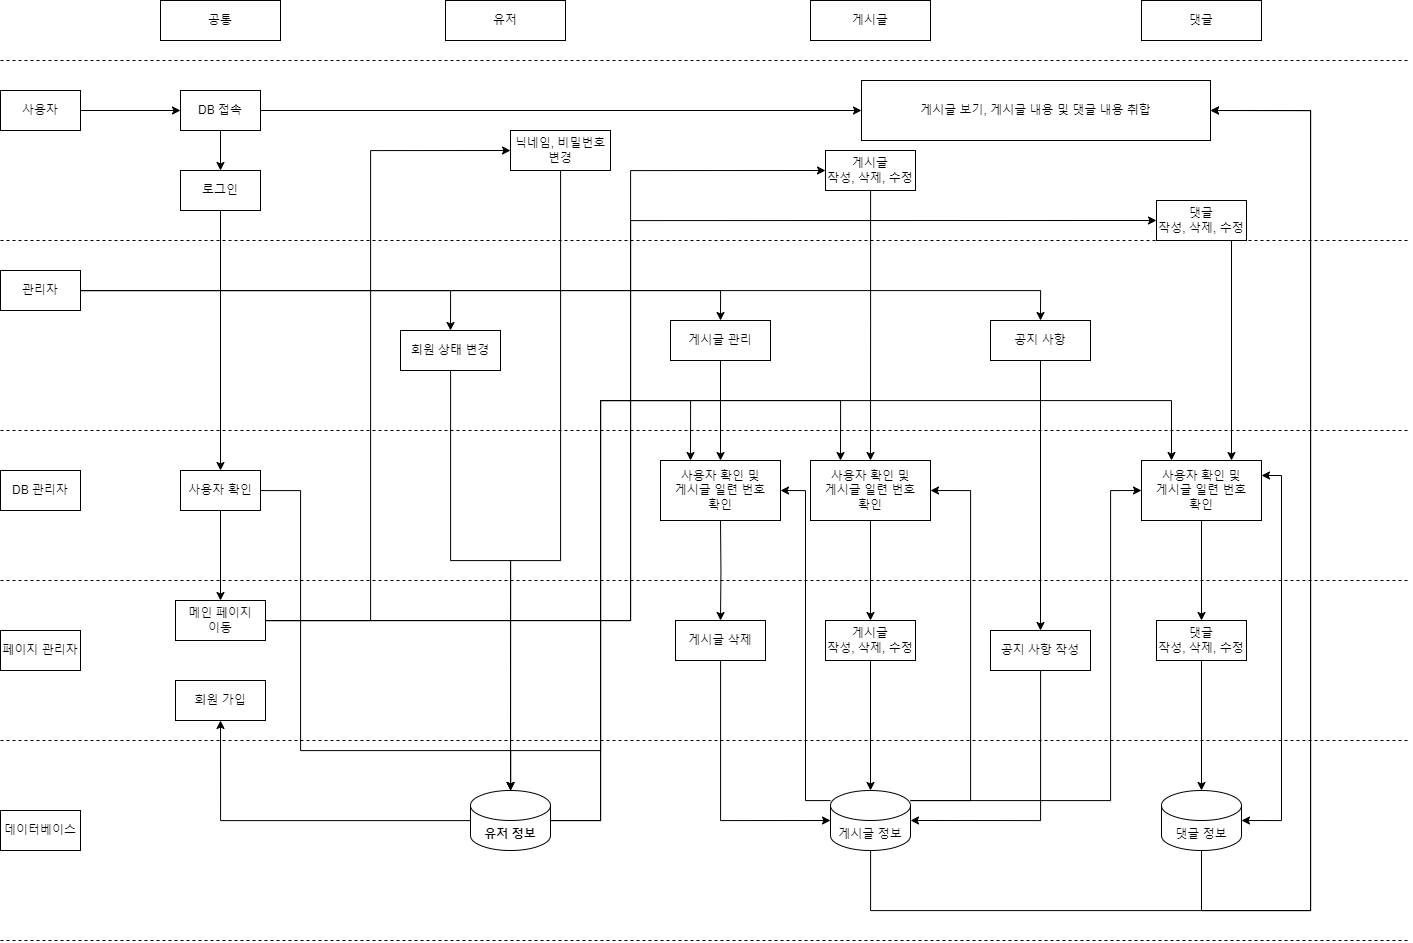 공통
유저
게시글
댓글
사용자
DB 접속
게시글 보기, 게시글 내용 및 댓글 내용 취합
닉네임, 비밀번호
변경
게시글
작성, 삭제, 수정
로그인
댓글
작성, 삭제, 수정
관리자
회원 상태 변경
게시글 관리
공지 사항
DB 관리자
사용자 확인
사용자 확인 및
게시글 일련 번호
확인
사용자 확인 및
게시글 일련 번호
확인
사용자 확인 및
게시글 일련 번호
확인
페이지 관리자
메인 페이지
이동
게시글 삭제
게시글
작성, 삭제, 수정
공지 사항 작성
댓글
작성, 삭제, 수정
회원 가입
데이터베이스
유저 정보
게시글 정보
댓글 정보